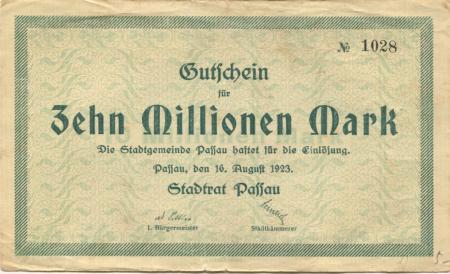 № 1028
Gutschein
für
Zehn Millionen Mark
Die Stadtgemeinde Passau haftet für die Einlösung.
Passau, den 16. August 1923.
Stadtrat Passau
I. Bürgermeister Stadtkämmerer